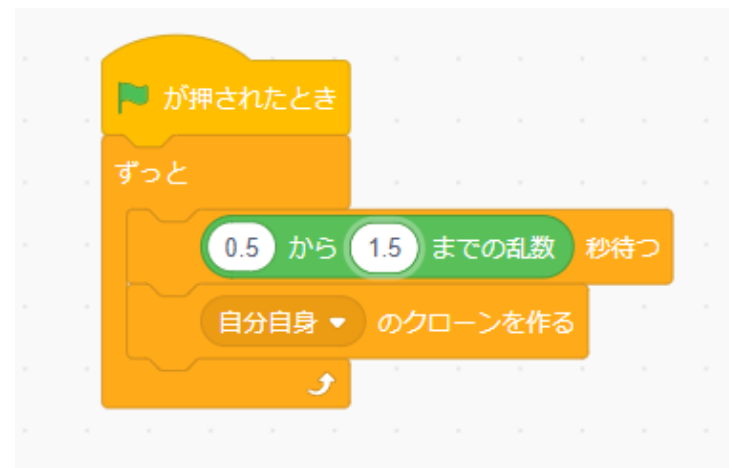 が押されたとき
ずっと
0.5 から 1.5 までの乱数 秒待つ
自分自身 のクローンを作る